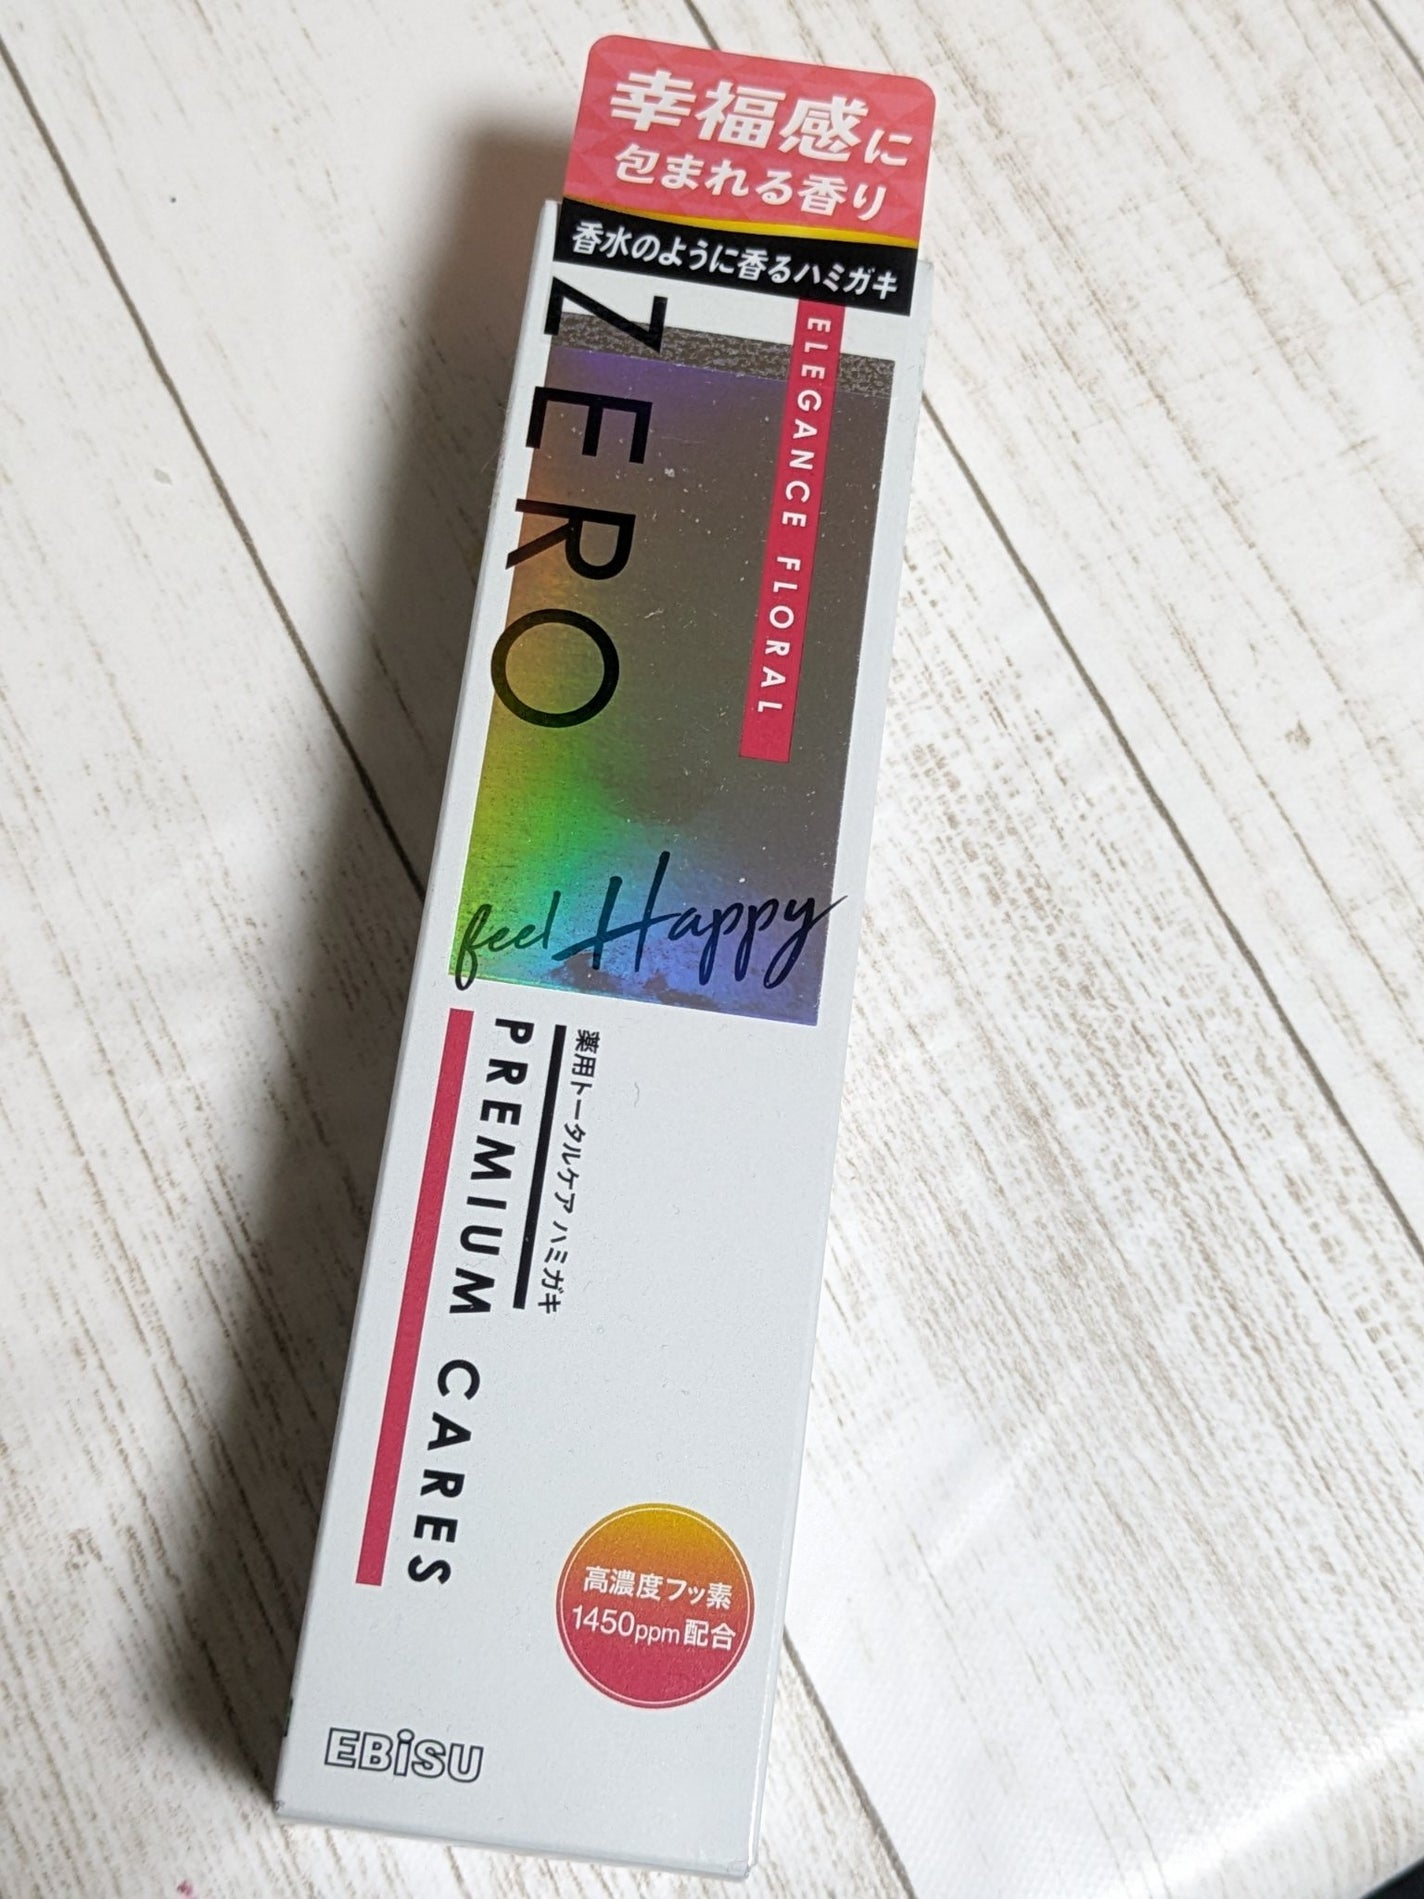 幸福感に
包まれる香り
香水のように香るハミガキ
ZERO
ELEGANCE FLORAL
feel Happy
薬用トータルケア ハミガキ
PREMIUM CARES
高濃度フッ素
1450ppm配合
EBiSU